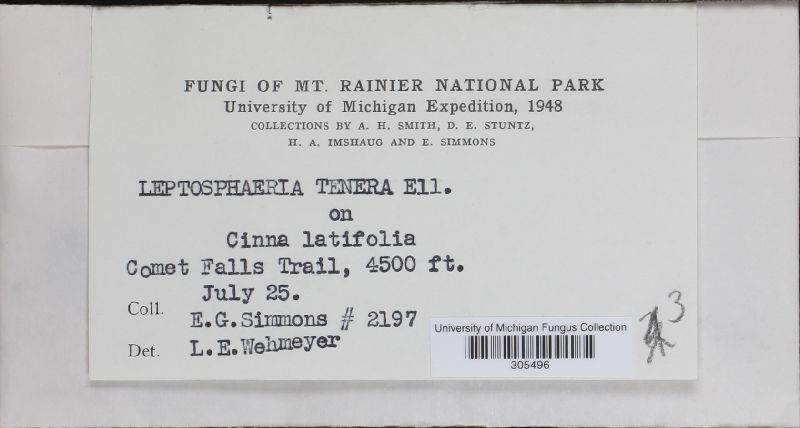 FUNGI OF MT. RAINIER NATIONAL PARK
University of Michigan Expedition, 1948
COLLECTIONS BY A. H. SMITH, D. E. STUNTZ,
H. A. IMSHAUG AND E. SIMMONS
LEPTOSPHAERIA TENERA Ell.
on
Cinna latifolia
Comet Falls Trail, 4500 ft.
July 25.
Coll. E.G.Simmons # 2197
Det. L.E.Wehmeyer
University of Michigan Fungus Collection
305496
3